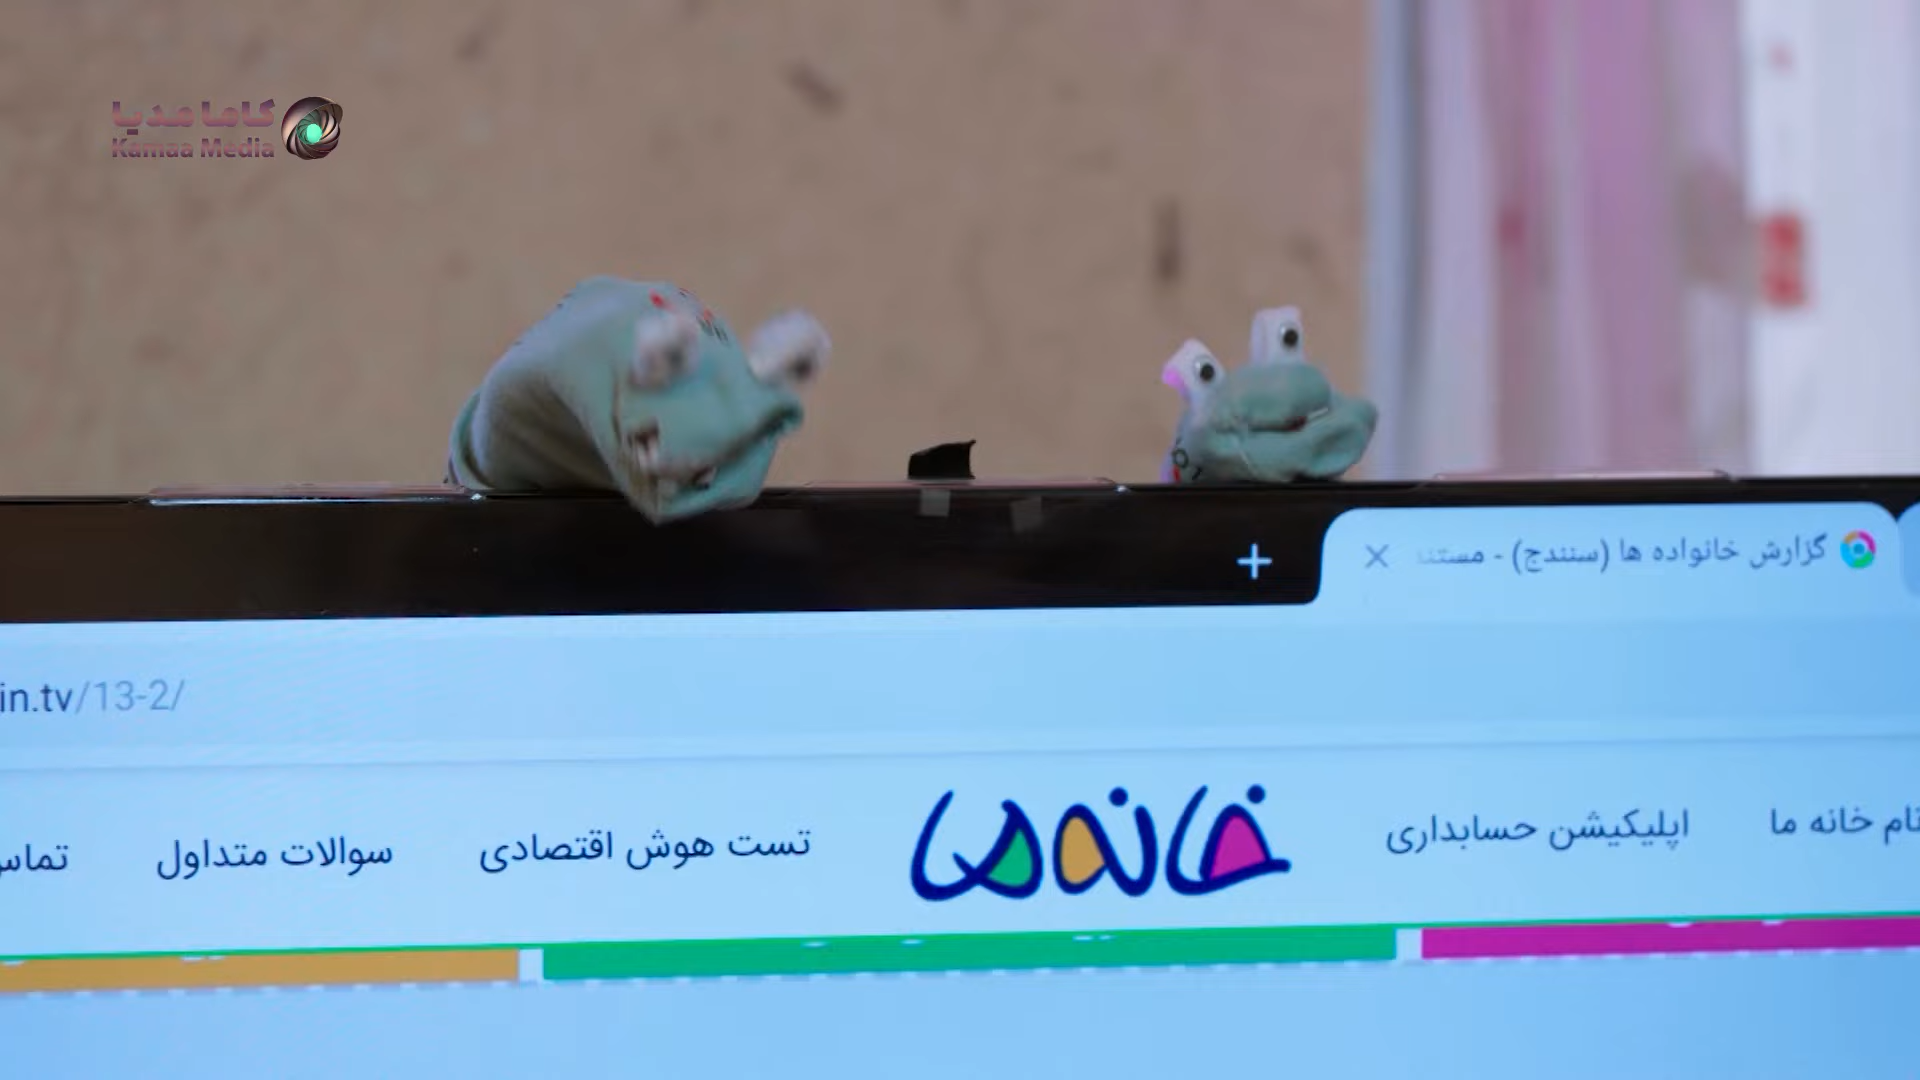 کاما مدیا
Kamaa Media
گزارش خانواده ها (سنندج) - مستند
in.tv/13-2/
نام خانه ما
اپلیکیشن حسابداری
خانه ما
تست هوش اقتصادی
سوالات متداول